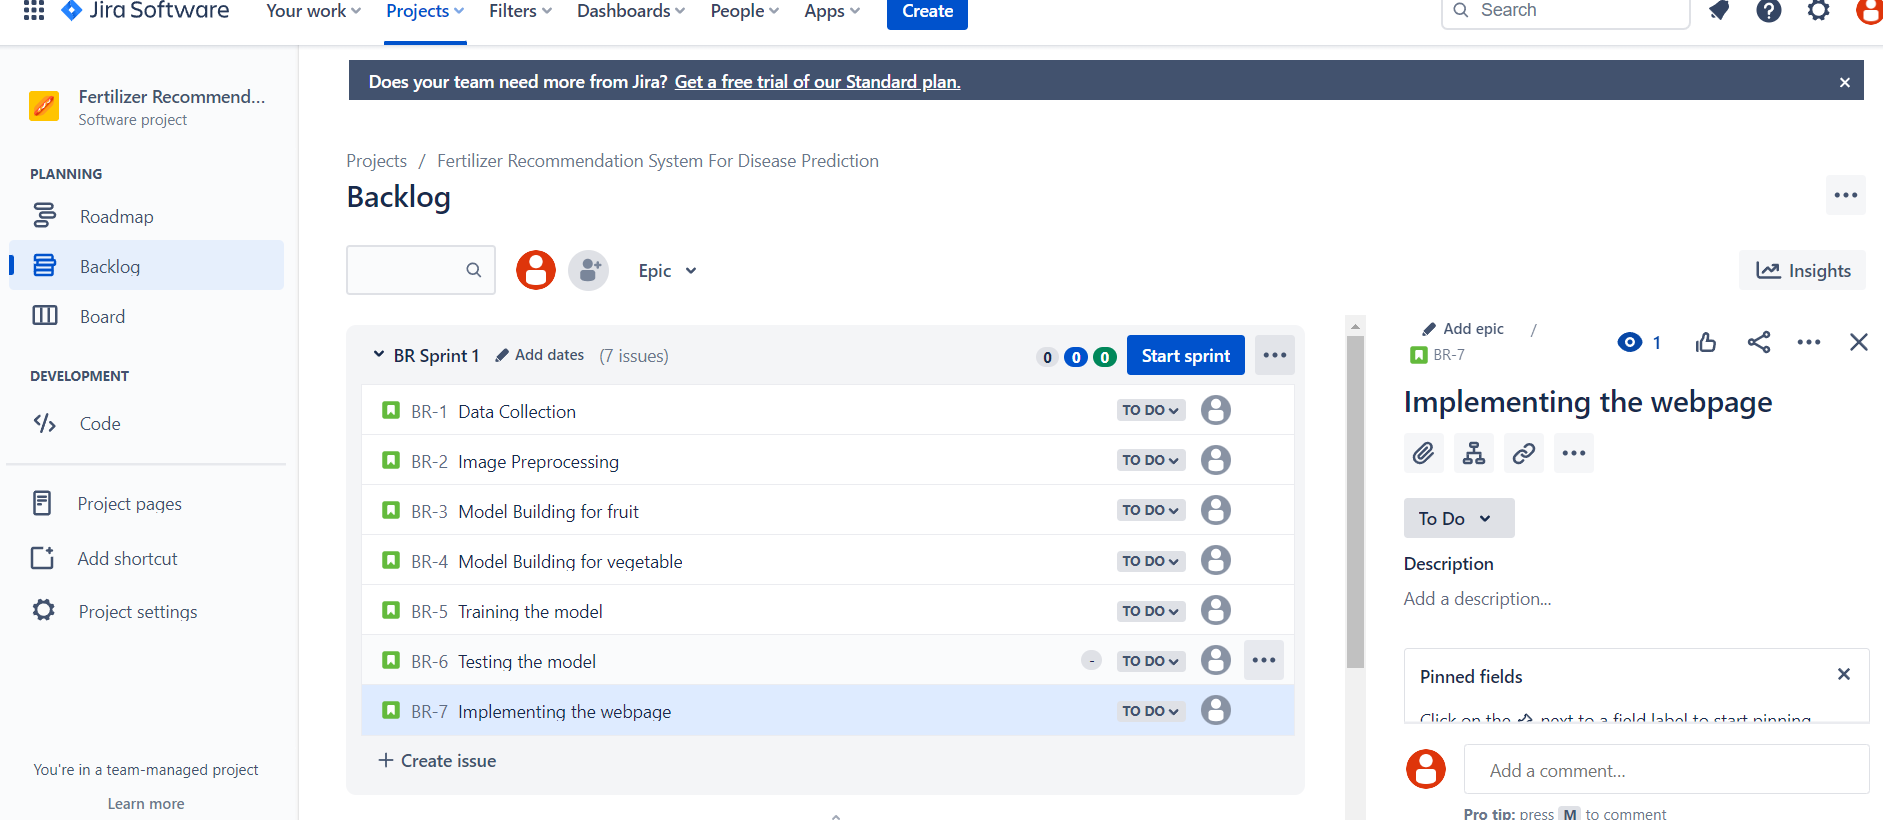 Jira Software
Your work
Projects
Filters
Dashboards
People
Apps
Create
Search
Fertilizer Recommend...
Software project
PLANNING
Roadmap
Backlog
Board
DEVELOPMENT
Code
Project pages
Add shortcut
Project settings
You're in a team-managed project
Learn more
Does your team need more from Jira? Get a free trial of our Standard plan.
Projects / Fertilizer Recommendation System For Disease Prediction
Backlog
Epic
Insights
BR Sprint 1 Add dates (7 issues) 0 0 0 Start sprint
BR-1 Data Collection TO DO
BR-2 Image Preprocessing TO DO
BR-3 Model Building for fruit TO DO
BR-4 Model Building for vegetable TO DO
BR-5 Training the model TO DO
BR-6 Testing the model - TO DO
BR-7 Implementing the webpage TO DO
+ Create issue
Add epic /
BR-7
1
Implementing the webpage
To Do
Description
Add a description...
Pinned fields
Click on the next to a field label to start pinning
Add a comment...
Pro tip: press M to comment